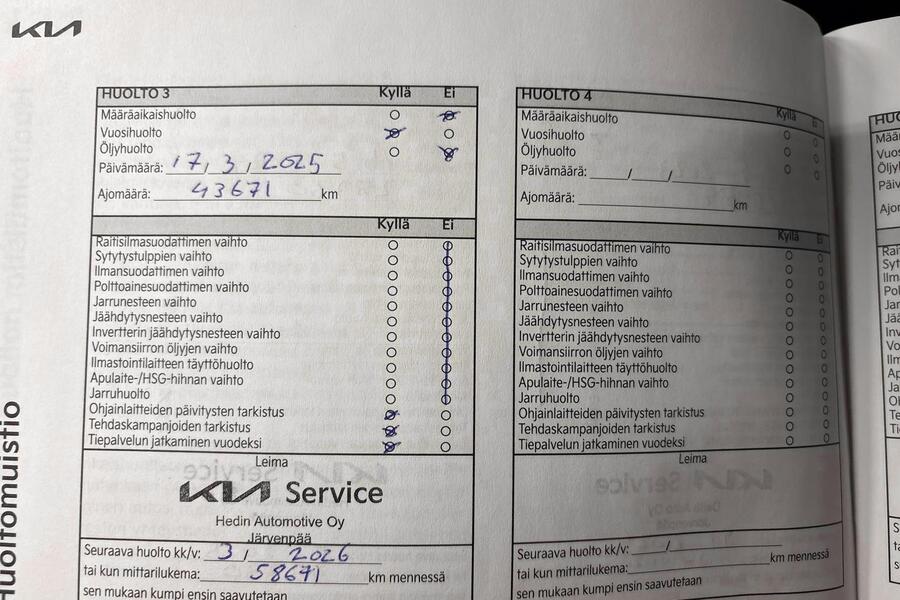 KIA
Huoltomuistio
HUOLTO 3 Kyllä Ei
Määräaikaishuolto
Vuosihuolto
Öljyhuolto
Päivämäärä: 17/3/2025
Ajomäärä: 43671 km
Kyllä Ei
Raitisilmasuodattimen vaihto
Sytytystulppien vaihto
Ilmansuodattimen vaihto
Polttoainesuodattimen vaihto
Jarrunesteen vaihto
Jäähdytysnesteen vaihto
Invertterin jäähdytysnesteen vaihto
Voimansiirron öljyjen vaihto
Ilmastointilaitteen täyttöhuolto
Apulaite-/HSG-hihnan vaihto
Jarruhuolto
Ohjainlaitteiden päivitysten tarkistus
Tehdaskampanjoiden tarkistus
Tiepalvelun jatkaminen vuodeksi
Leima
KIA Service
Hedin Automotive Oy
Järvenpää
Seuraava huolto kk/v: 3/2026
tai kun mittarilukema: 58671 km mennessä
sen mukaan kumpi ensin saavutetaan
HUOLTO 4 Kyllä Ei
Määräaikaishuolto
Vuosihuolto
Öljyhuolto
Päivämäärä: / /
Ajomäärä: km
Kyllä Ei
Raitisilmasuodattimen vaihto
Sytytystulppien vaihto
Ilmansuodattimen vaihto
Polttoainesuodattimen vaihto
Jarrunesteen vaihto
Jäähdytysnesteen vaihto
Invertterin jäähdytysnesteen vaihto
Voimansiirron öljyjen vaihto
Ilmastointilaitteen täyttöhuolto
Apulaite-/HSG-hihnan vaihto
Jarruhuolto
Ohjainlaitteiden päivitysten tarkistus
Tehdaskampanjoiden tarkistus
Tiepalvelun jatkaminen vuodeksi
Leima
Seuraava huolto kk/v: /
tai kun mittarilukema: km mennessä
sen mukaan kumpi ensin saavutetaan